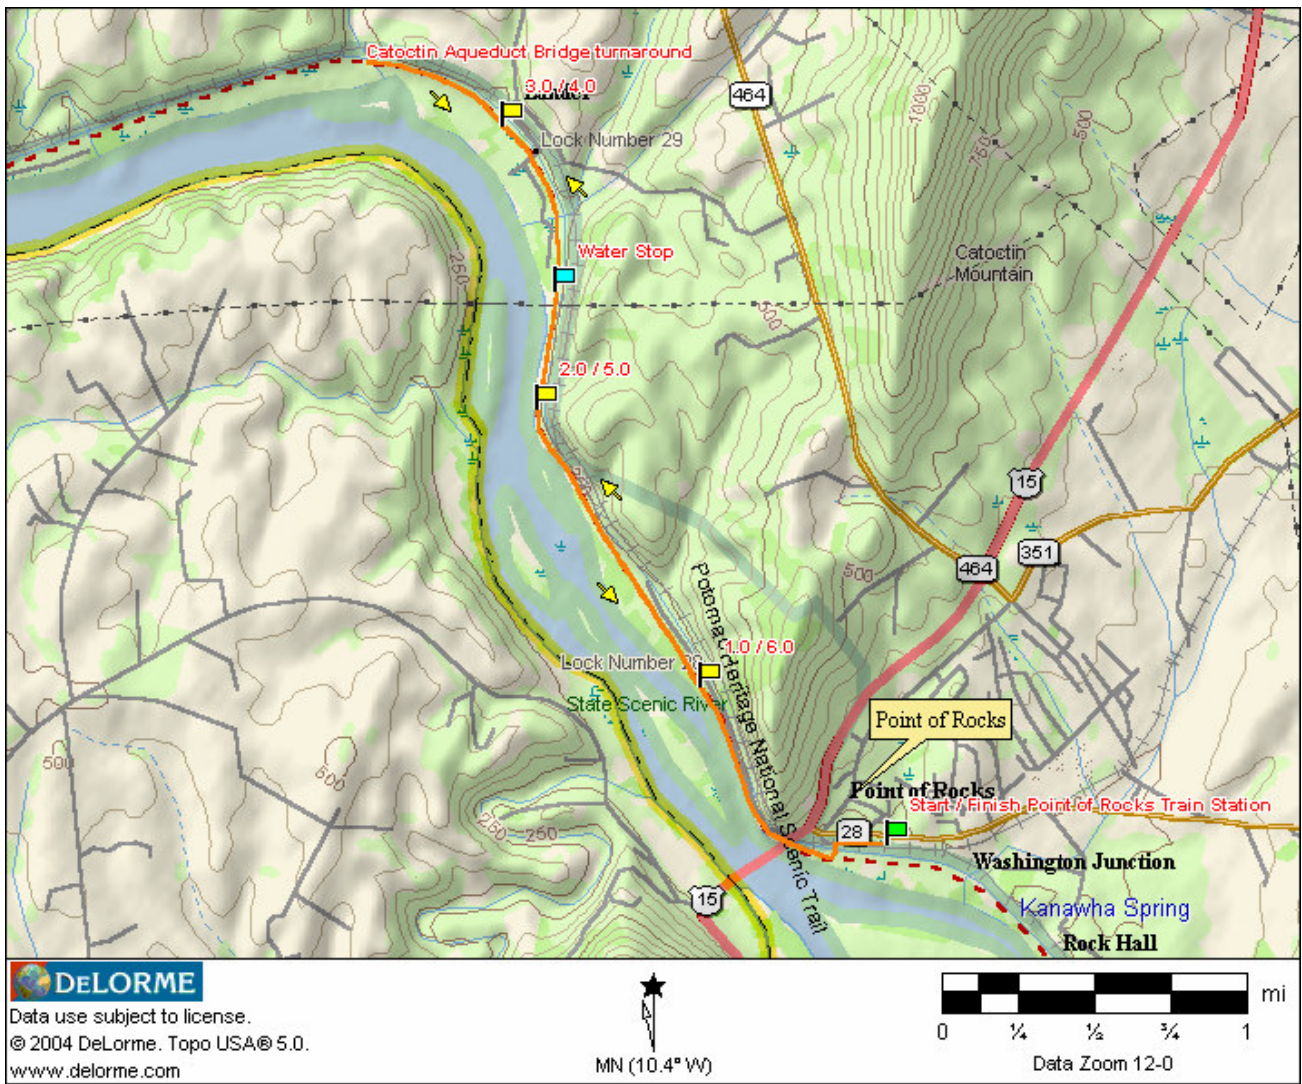 Catoctin Aqueduct Bridge turnaround
3.0 / 4.0
Lander
464
1000
750
500
Lock Number 29
Water Stop
Catoctin
Mountain
250
500
2.0 / 5.0
15
351
464
500
Potomac Heritage National Scenic Trail
1.0 / 6.0
Lock Number 28
State Scenic River
Point of Rocks
500
500
Point of Rocks
Start / Finish Point of Rocks Train Station
250
250
28
Washington Junction
15
Kanawha Spring
Rock Hall
DELORME
Data use subject to license.
© 2004 DeLorme. Topo USA® 5.0.
www.delorme.com
MN (10.4° W)
mi
0 ¼ ½ ¾ 1
Data Zoom 12-0